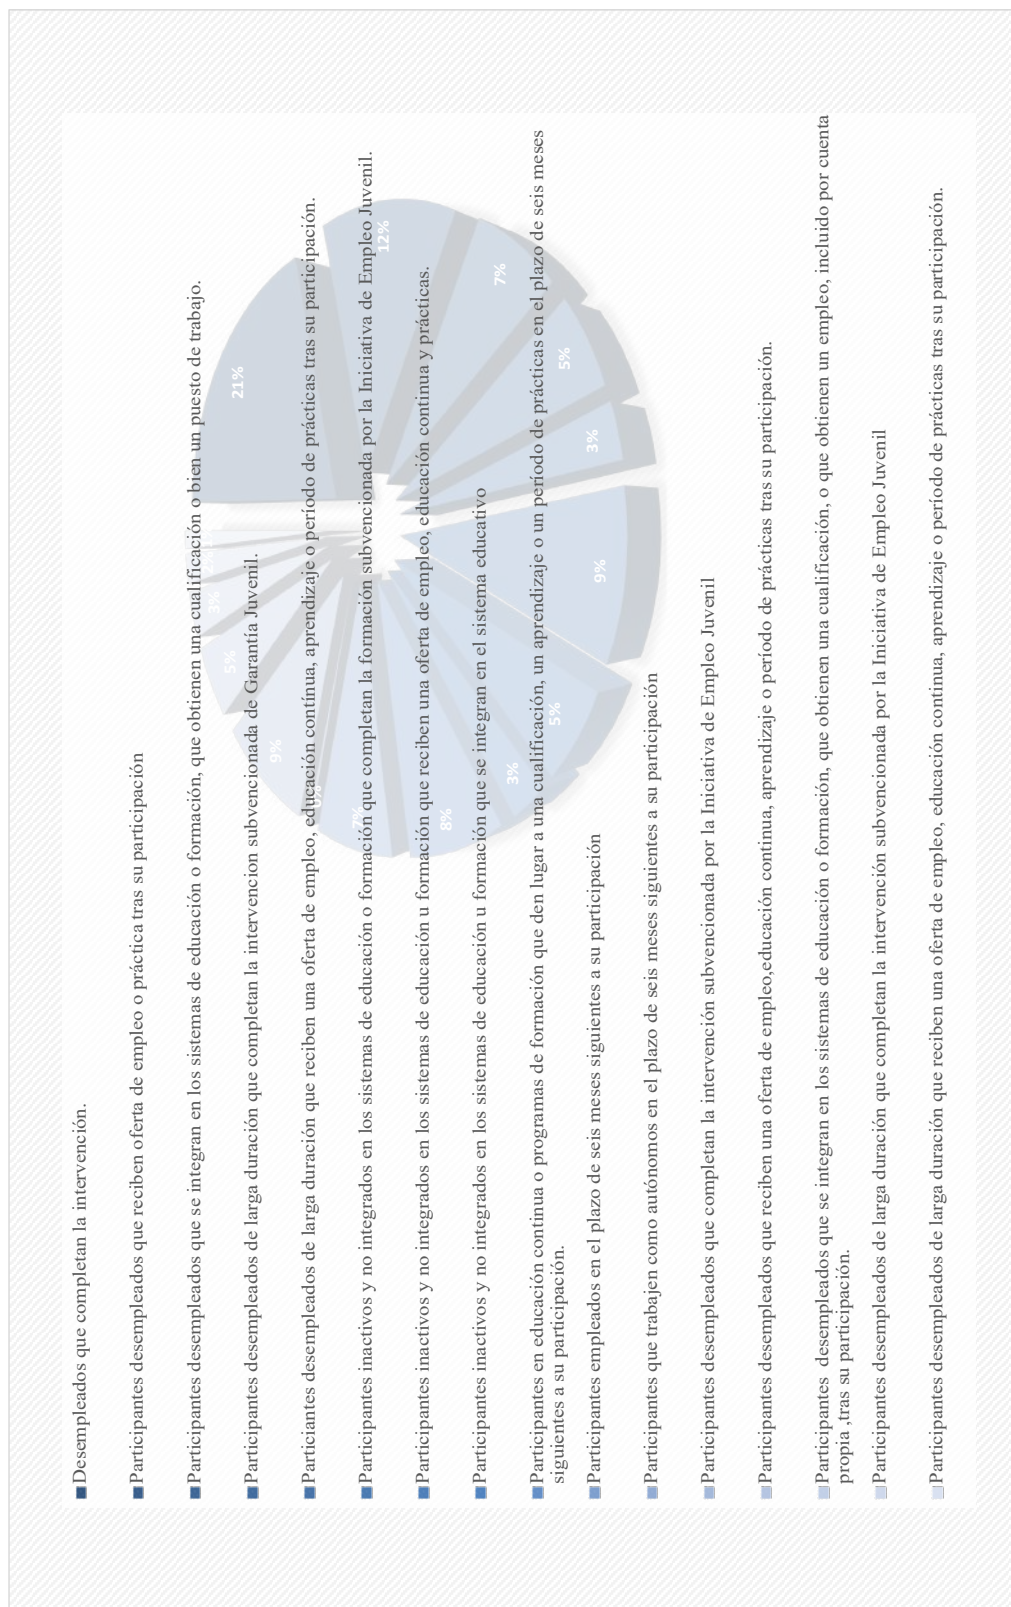 Desempleados que completan la intervención.
Participantes desempleados que reciben oferta de empleo o práctica tras su participación
Participantes desempleados que se integran en los sistemas de educación o formación, que obtienen una cualificación o bien un puesto de trabajo.
Participantes desempleados de larga duración que completan la intervencion subvencionada de Garantía Juvenil.
Particiantes desempleados de larga duración que reciben una oferta de empleo, educación contínua, aprendizaje o período de prácticas tras su participación.
Participantes inactivos y no integrados en los sistemas de educación o formación que completan la formación subvencionada por la Iniciativa de Empleo Juvenil.
Participantes inactivos y no integrados en los sistemas de educación u formación que reciben una oferta de empleo, educación continua y prácticas.
Participantes inactivos y no integrados en los sistemas de educación u formación que se integran en el sistema educativo
Participantes en educación continua o programas de formación que den lugar a una cualificación, un aprendizaje o un período de prácticas en el plazo de seis meses
siguientes a su participación.
Participantes empleados en el plazo de seis meses siguientes a su participación
Participantes que trabajen como autónomos en el plazo de seis meses siguientes a su participación
Participantes desempleados que completan la intervención subvencionada por la Iniciativa de Empleo Juvenil
Participantes desempleados que reciben una oferta de empleo,educación continua, aprendizaje o período de prácticas tras su participación.
Participantes desempleados que se integran en los sistemas de educación o formación, que obtienen una cualificación, o que obtienen un empleo, incluido por cuenta
propia ,tras su participación.
Participantes desempleados de larga duración que completan la intervención subvencionada por la Iniciativa de Empleo Juvenil
Participantes desempleados de larga duración que reciben una oferta de empleo, educación continua, aprendizaje o período de prácticas tras su participación.
21%
12%
7%
5%
3%
9%
5%
3%
8%
7%
9%
5%
3%